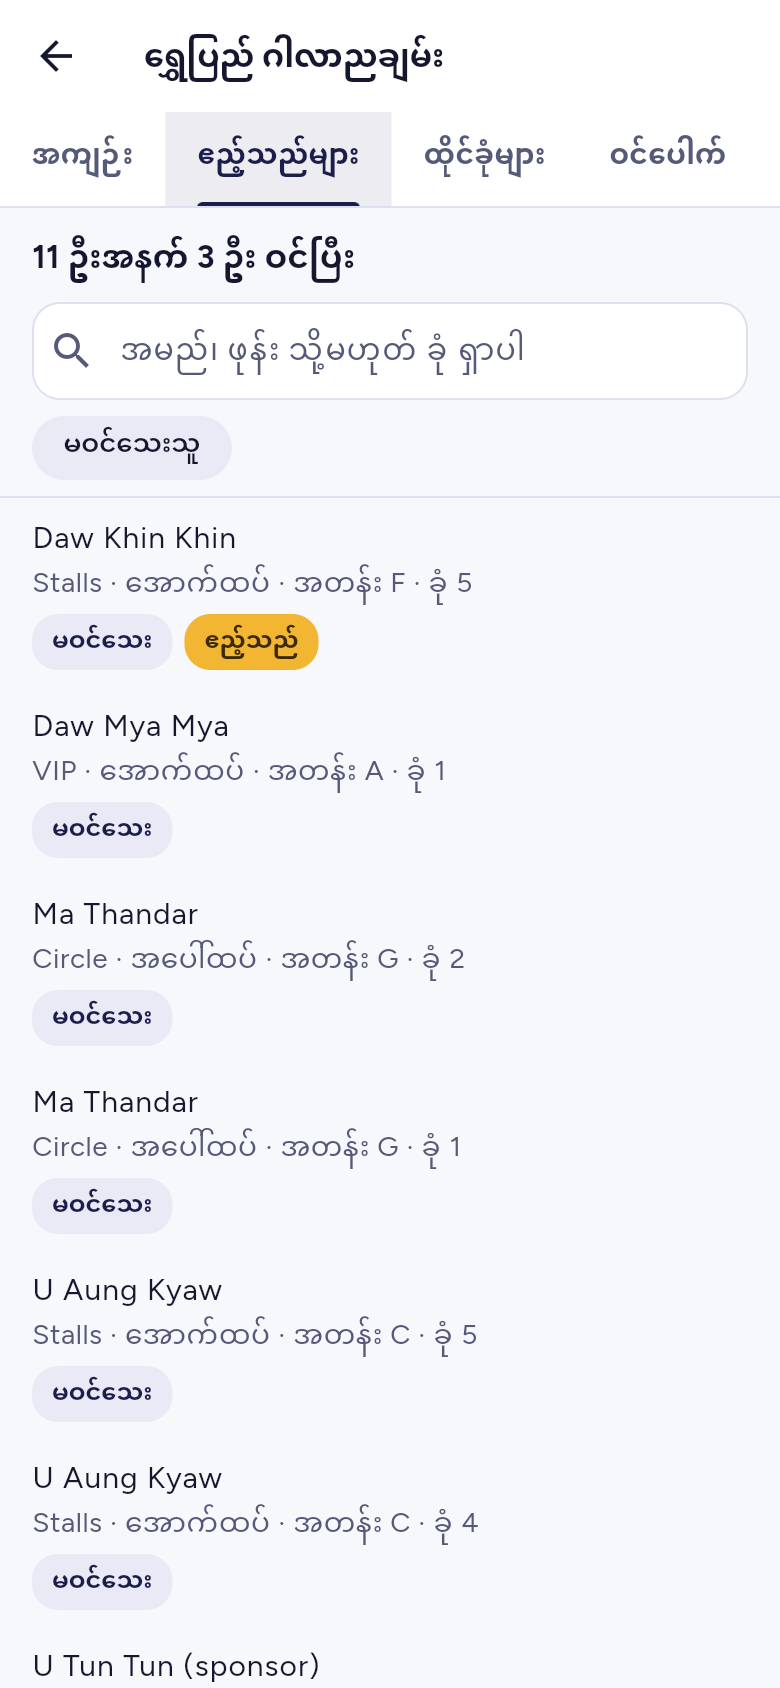 ရွှေပြည် ဂါလာညချမ်း
အကျဉ်း ဧည့်သည်များ ထိုင်ခုံများ ဝင်ပေါက်
11 ဦးအနက် 3 ဦး ဝင်ပြီး
အမည်၊ ဖုန်း သို့မဟုတ် ခုံ ရှာပါ
မဝင်သေးသူ
Daw Khin Khin
Stalls · အောက်ထပ် · အတန်း F · ခုံ 5
မဝင်သေး ဧည့်သည်
Daw Mya Mya
VIP · အောက်ထပ် · အတန်း A · ခုံ 1
မဝင်သေး
Ma Thandar
Circle · အပေါ်ထပ် · အတန်း G · ခုံ 2
မဝင်သေး
Ma Thandar
Circle · အပေါ်ထပ် · အတန်း G · ခုံ 1
မဝင်သေး
U Aung Kyaw
Stalls · အောက်ထပ် · အတန်း C · ခုံ 5
မဝင်သေး
U Aung Kyaw
Stalls · အောက်ထပ် · အတန်း C · ခုံ 4
မဝင်သေး
U Tun Tun (sponsor)